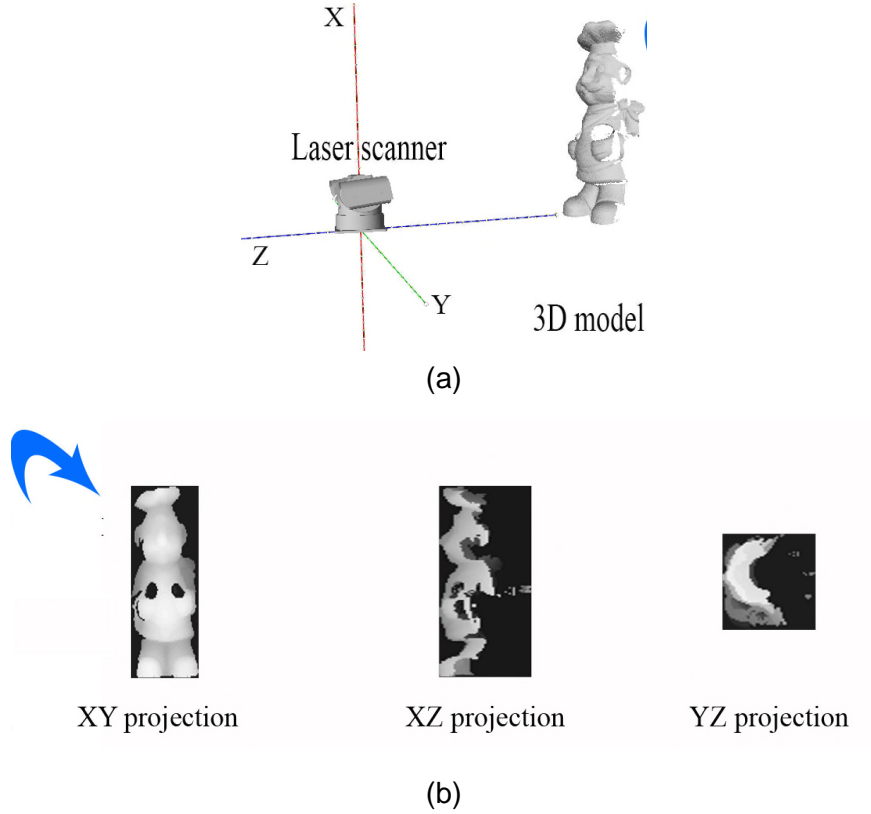 X
Laser scanner
Z
Y
3D model
(a)
XY projection
XZ projection
YZ projection
(b)